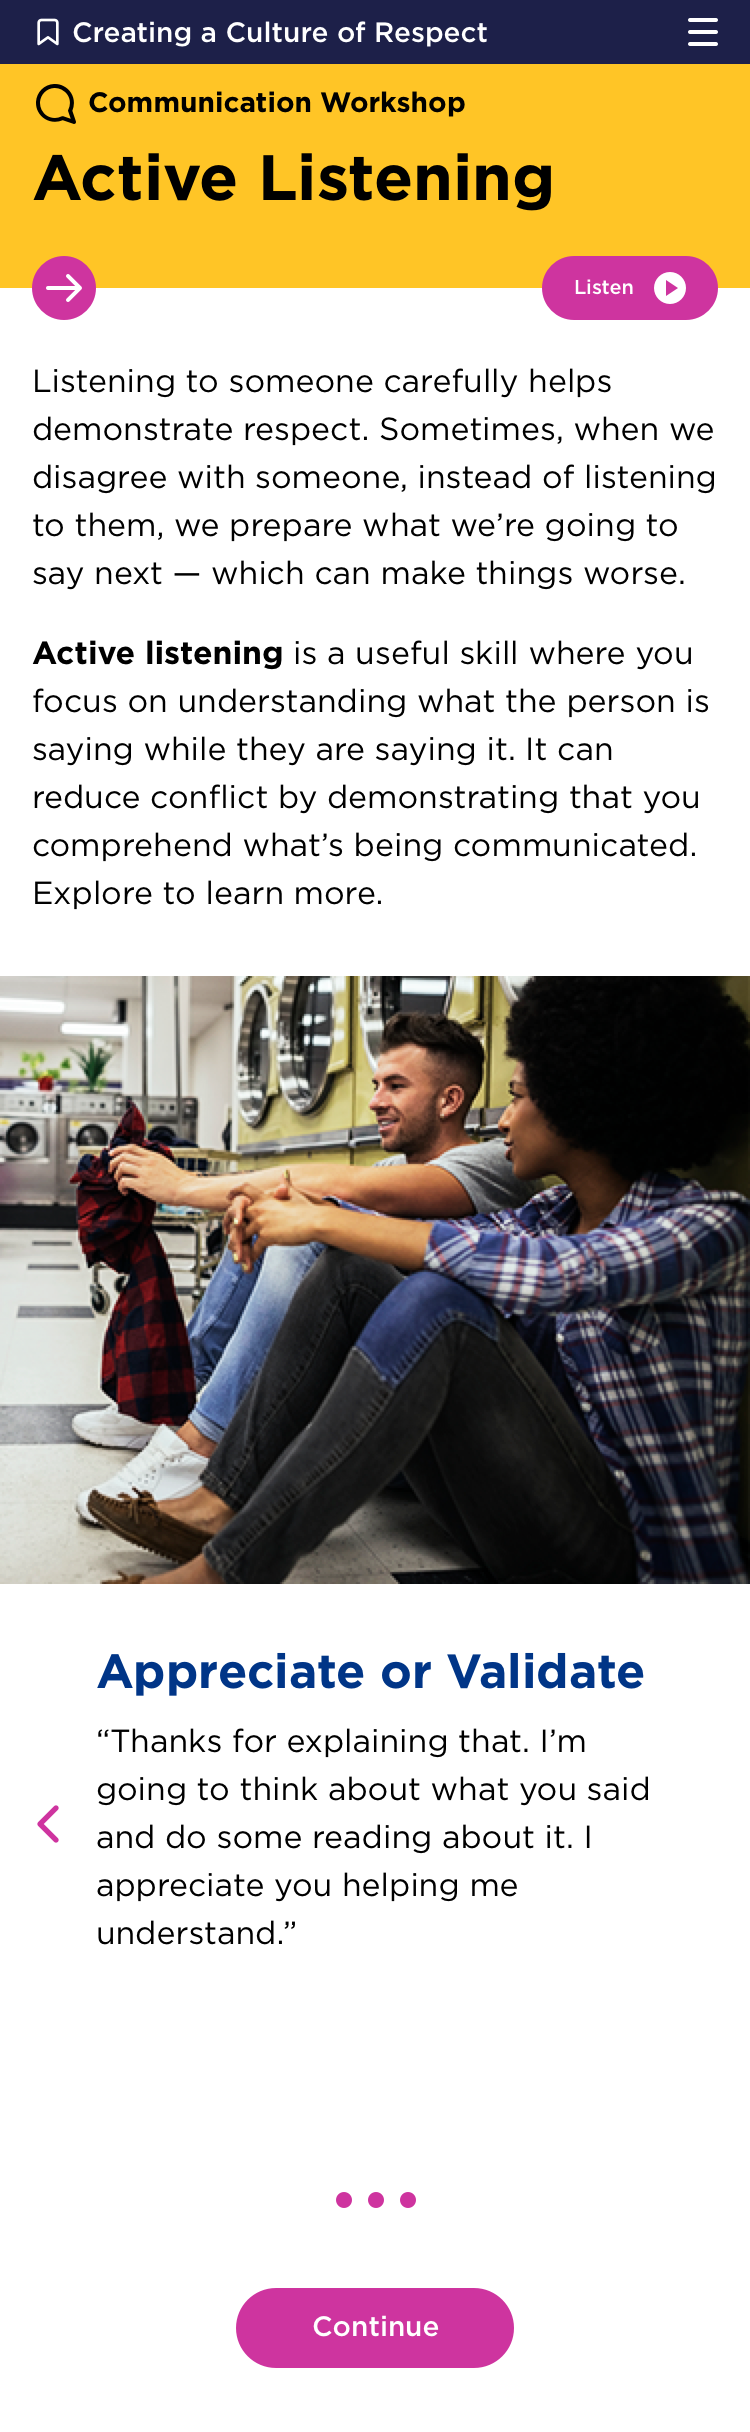 Creating a Culture of Respect
Communication Workshop
Active Listening
Listen
Listening to someone carefully helps
demonstrate respect. Sometimes, when we
disagree with someone, instead of listening
to them, we prepare what we’re going to
say next — which can make things worse.
Active listening is a useful skill where you
focus on understanding what the person is
saying while they are saying it. It can
reduce conflict by demonstrating that you
comprehend what’s being communicated.
Explore to learn more.
Appreciate or Validate
“Thanks for explaining that. I’m
going to think about what you said
and do some reading about it. I
appreciate you helping me
understand.”
Continue